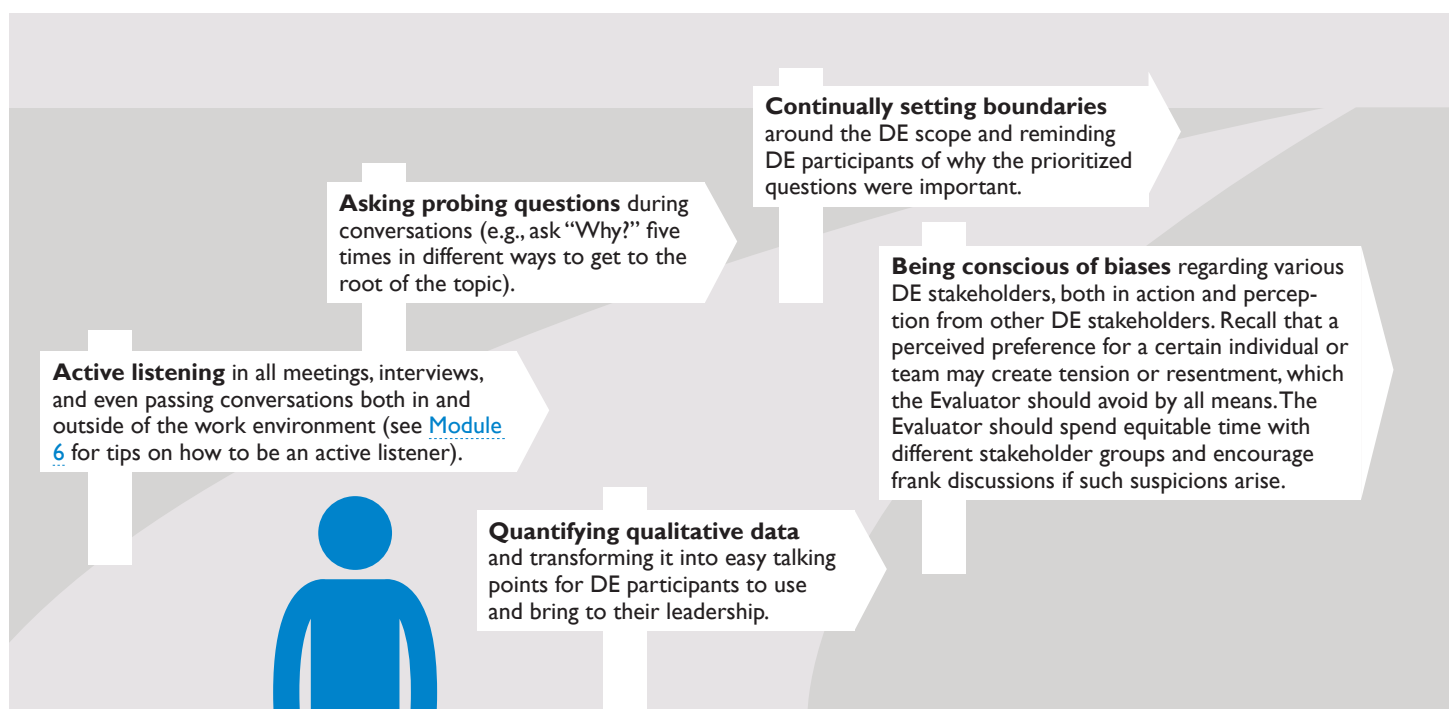 Continually setting boundaries
around the DE scope and reminding
DE participants of why the prioritized
questions were important.
Asking probing questions during
conversations (e.g., ask “Why?” five
times in different ways to get to the
root of the topic).
Being conscious of biases regarding various
DE stakeholders, both in action and percep-
tion from other DE stakeholders. Recall that a
perceived preference for a certain individual or
team may create tension or resentment, which
the Evaluator should avoid by all means. The
Evaluator should spend equitable time with
different stakeholder groups and encourage
frank discussions if such suspicions arise.
Active listening in all meetings, interviews,
and even passing conversations both in and
outside of the work environment (see Module
6 for tips on how to be an active listener).
Quantifying qualitative data
and transforming it into easy talking
points for DE participants to use
and bring to their leadership.